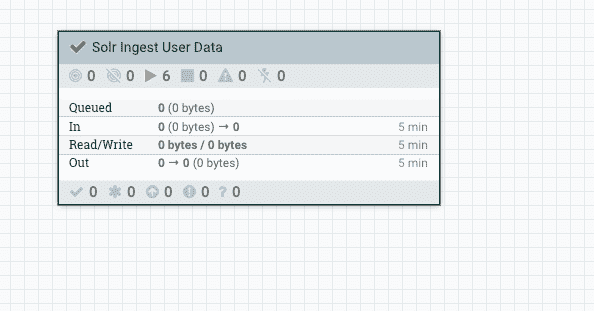 Solr Ingest User Data
0 0 6 0 0 0
Queued 0 (0 bytes)
In 0 (0 bytes) → 0 5 min
Read/Write 0 bytes / 0 bytes 5 min
Out 0 → 0 (0 bytes) 5 min
0 0 0 0 ? 0